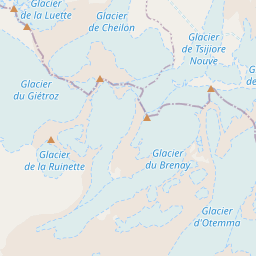 Glacier
de la Luette
Glacier
de Cheilon
Glacier
de Tsijiore
Nouve
Glacier
du Giétroz
Glacier
de la Ruinette
Glacier
du Brenay
Glacier
d'Otemma